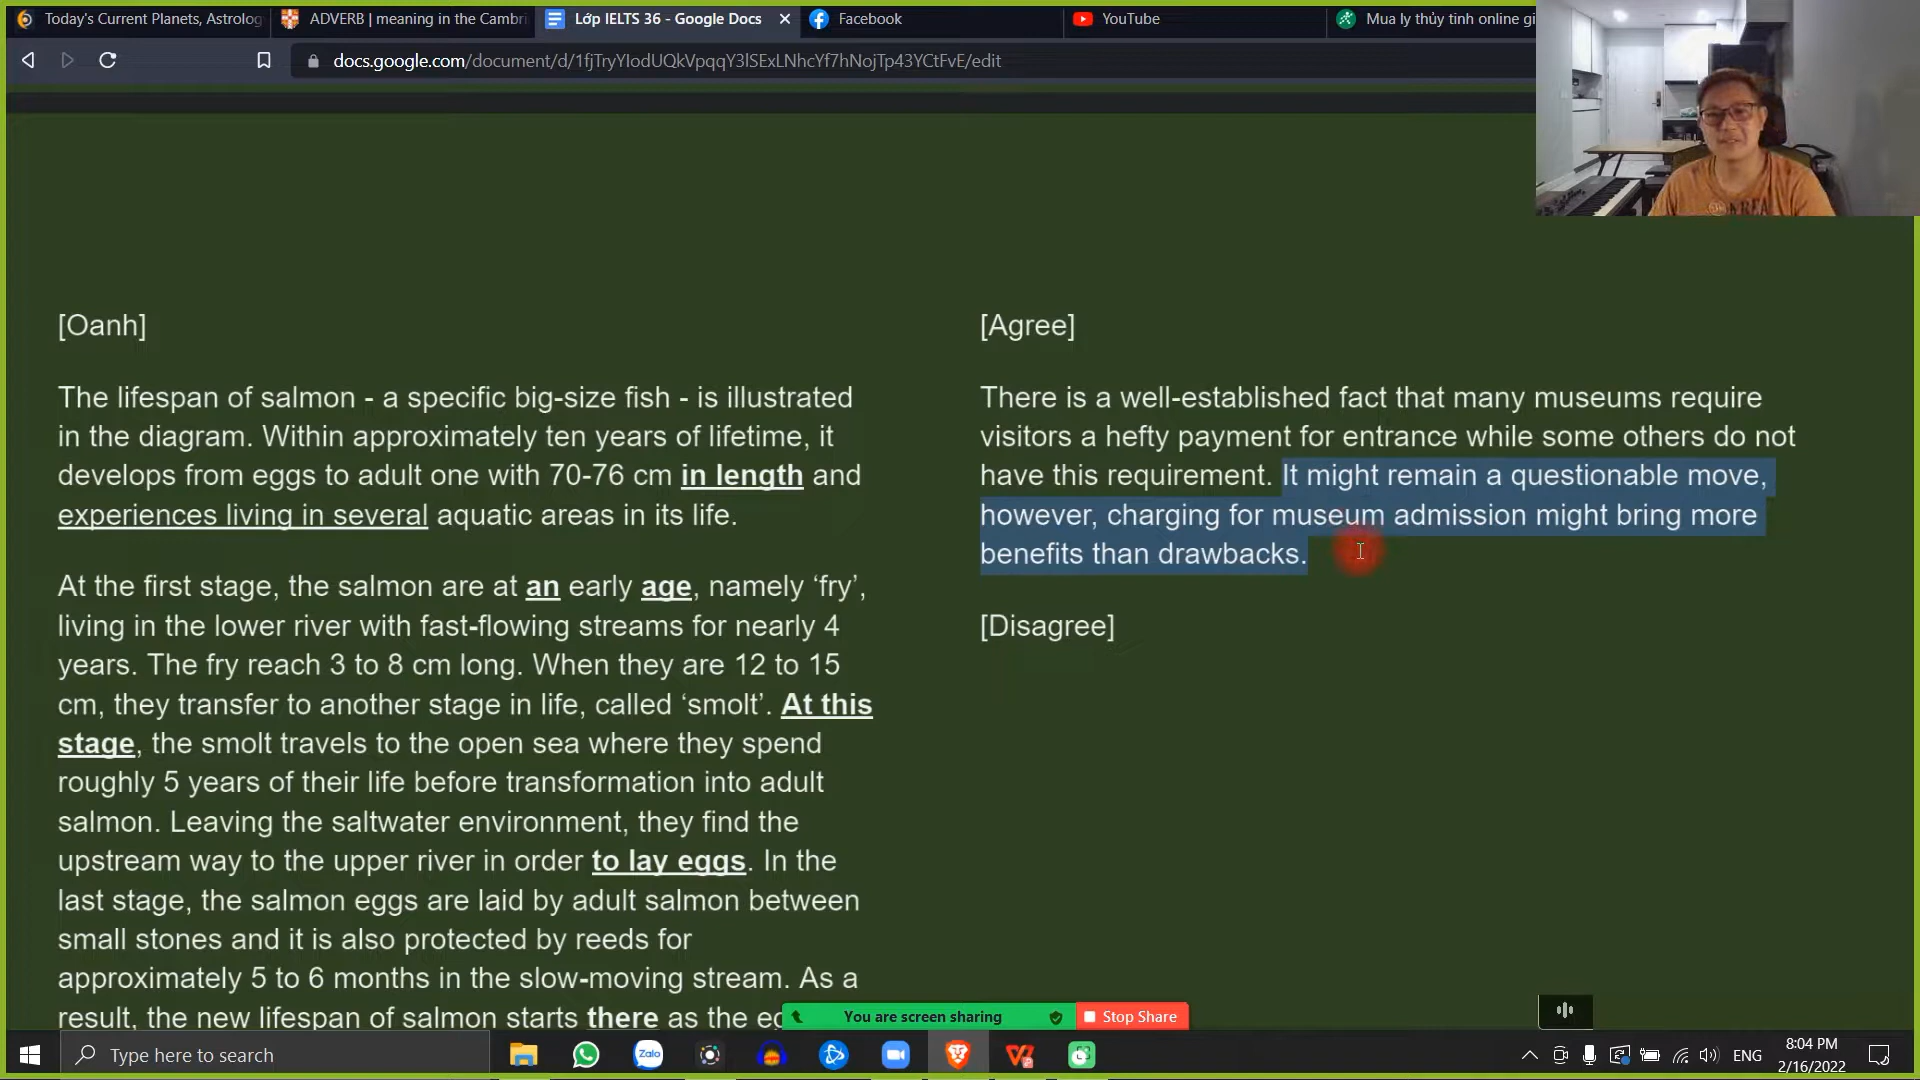 Today's Current Planets, Astrolog
ADVERB | meaning in the Cambri
Lớp IELTS 36 - Google Docs
Facebook
YouTube
Mua ly thủy tinh online gi
docs.google.com/document/d/1fjTryYIodUQkVpqqY3lSExLNhcYf7hNojTp43YCtFvE/edit
[Oanh]
The lifespan of salmon - a specific big-size fish - is illustrated
in the diagram. Within approximately ten years of lifetime, it
develops from eggs to adult one with 70-76 cm in length and
experiences living in several aquatic areas in its life.
At the first stage, the salmon are at an early age, namely ‘fry’,
living in the lower river with fast-flowing streams for nearly 4
years. The fry reach 3 to 8 cm long. When they are 12 to 15
cm, they transfer to another stage in life, called ‘smolt’. At this
stage, the smolt travels to the open sea where they spend
roughly 5 years of their life before transformation into adult
salmon. Leaving the saltwater environment, they find the
upstream way to the upper river in order to lay eggs. In the
last stage, the salmon eggs are laid by adult salmon between
small stones and it is also protected by reeds for
approximately 5 to 6 months in the slow-moving stream. As a
result, the new lifespan of salmon starts there as the
[Agree]
There is a well-established fact that many museums require
visitors a hefty payment for entrance while some others do not
have this requirement. It might remain a questionable move,
however, charging for museum admission might bring more
benefits than drawbacks.
[Disagree]
You are screen sharing
Stop Share
Type here to search
Zalo
ENG
8:04 PM
2/16/2022